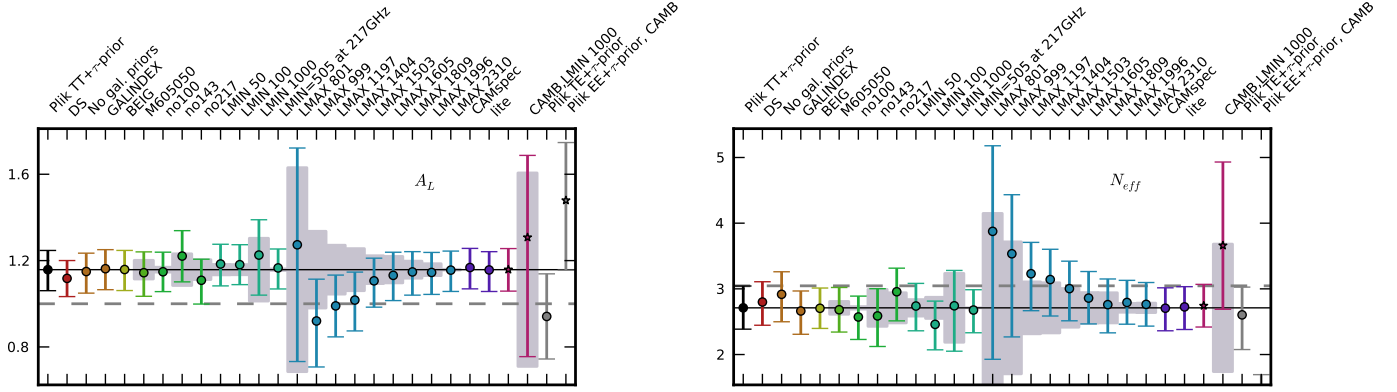 Plik TT+τ-prior
DS
No gal. priors
GALINDEX
BEIG
M605050
no100
no143
no217
LMIN 50
LMIN 100
LMIN 1000
LMIN=505 at 217GHz
LMAX 801
LMAX 999
LMAX 1197
LMAX 1404
LMAX 1503
LMAX 1605
LMAX 1809
LMAX 1996
LMAX 2310
CAMspec
lite
CAMB,LMIN 1000
Plik TE+τ-prior
Plik EE+τ-prior, CAMB
1.6
1.2
0.8
A_L
Plik TT+τ-prior
DS
No gal. priors
GALINDEX
BEIG
M605050
no100
no143
no217
LMIN 50
LMIN 100
LMIN 1000
LMIN=505 at 217GHz
LMAX 801
LMAX 999
LMAX 1197
LMAX 1404
LMAX 1503
LMAX 1605
LMAX 1809
LMAX 1996
LMAX 2310
CAMspec
lite
CAMB,LMIN 1000
Plik TE+τ-prior
Plik EE+τ-prior, CAMB
5
4
3
2
N_eff